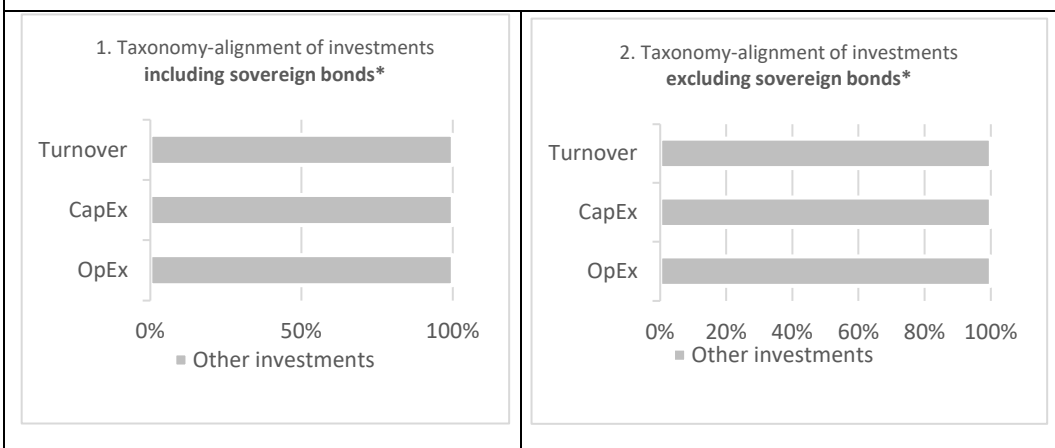 1. Taxonomy-alignment of investments
including sovereign bonds*
Turnover
CapEx
OpEx
0% 50% 100%
Other investments
2. Taxonomy-alignment of investments
excluding sovereign bonds*
Turnover
CapEx
OpEx
0% 20% 40% 60% 80% 100%
Other investments